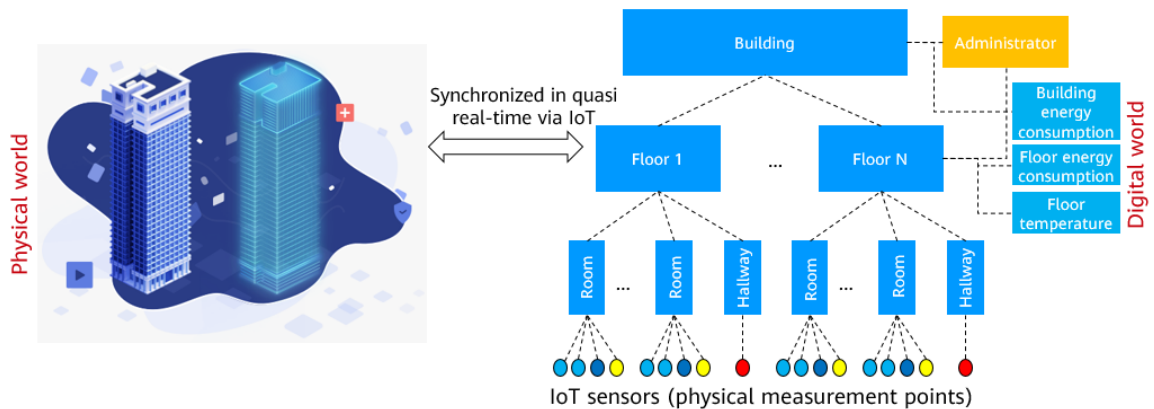 Physical world
Synchronized in quasi
real-time via IoT
Building
Administrator
Building
energy
consumption
Floor energy
consumption
Floor
temperature
Digital world
Floor 1
...
Floor N
Room
...
Room
Hallway
Room
...
Room
Hallway
IoT sensors (physical measurement points)